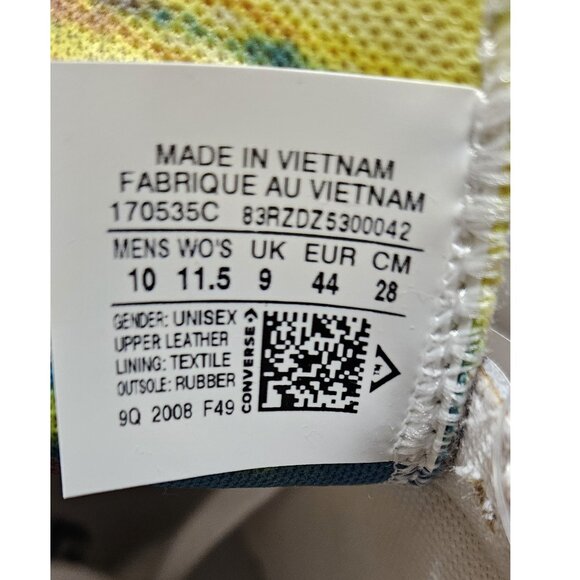 MADE IN VIETNAM
FABRIQUE AU VIETNAM
170535C 83RZDZ5300042
MENS WO'S UK EUR CM
10 11.5 9 44 28
GENDER: UNISEX
UPPER LEATHER
LINING: TEXTILE
OUTSOLE: RUBBER
9Q 2008 F49
CONVERSE
TM